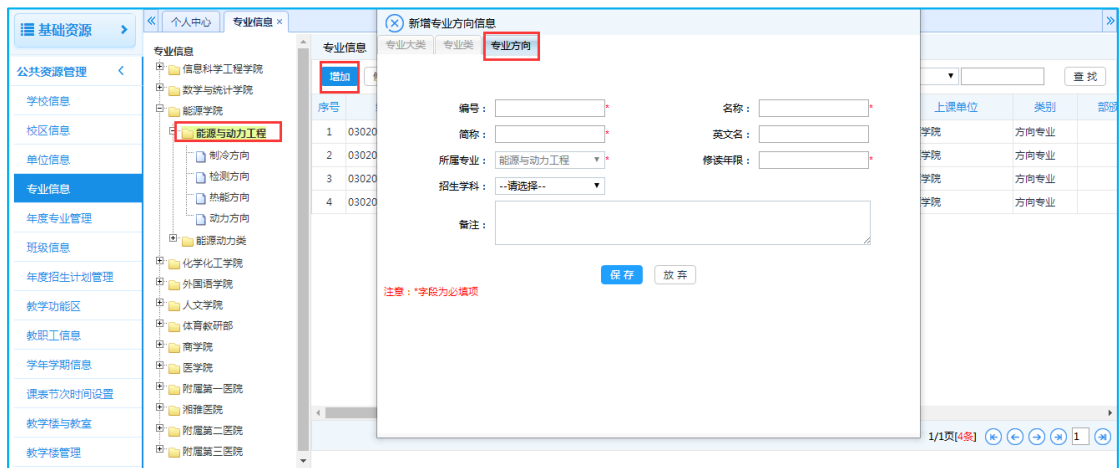 基础资源
公共资源管理
学校信息
校区信息
单位信息
专业信息
年度专业管理
班级信息
年度招生计划管理
教学功能区
教职工信息
学年学期信息
课表节次时间设置
教学楼与教室
教学楼管理
个人中心 专业信息 ×
专业信息
信息科学工程学院
数学与统计学院
能源学院
能源与动力工程
制冷方向
检测方向
热能方向
动力方向
能源动力类
化学化工学院
外国语学院
人文学院
体育教研部
商学院
医学院
附属第一医院
湘雅医院
附属第二医院
附属第三医院
专业信息
增加
查 找
序号 上课单位 类别
1 03020 学院 方向专业
2 03020 学院 方向专业
3 03020 学院 方向专业
4 03020 学院 方向专业
1/1页[4条] 1
新增专业方向信息
专业大类 专业类 专业方向
编号： * 名称： *
简称： * 英文名：
所属专业： 能源与动力工程 * 修读年限： *
招生学科： --请选择--
备注：
保 存 放 弃
注意：*字段为必填项